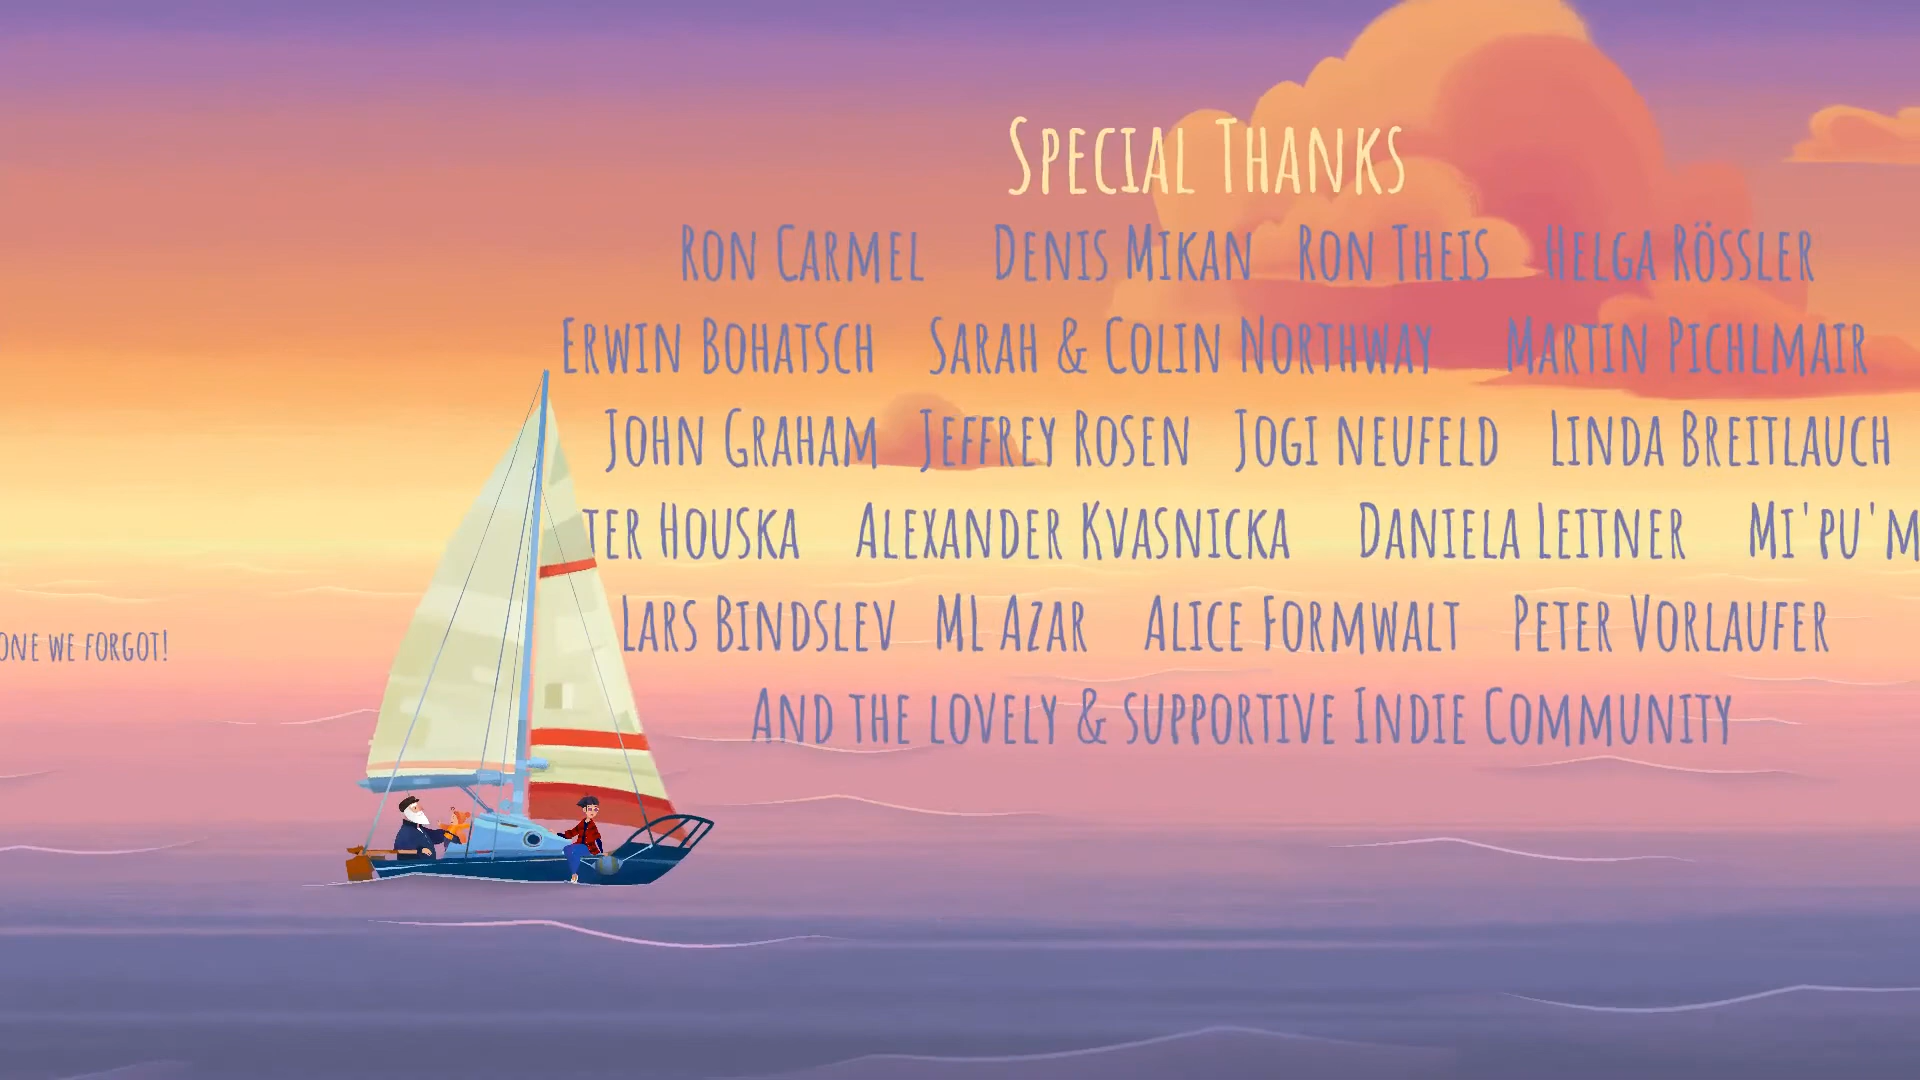 Special Thanks
Ron Carmel Denis Mikan Ron Theis Helga Rössler
Erwin Bohatsch Sarah & Colin Northway Martin Pichlmair
John Graham Jeffrey Rosen Jogi Neufeld Linda Breitlauch
Houska Alexander Kvasnicka Daniela Leitner Mi'pu'm
Lars Bindslev ML Azar Alice Formwalt Peter Vorlaufer
one we forgot!
And the lovely & supportive Indie Community